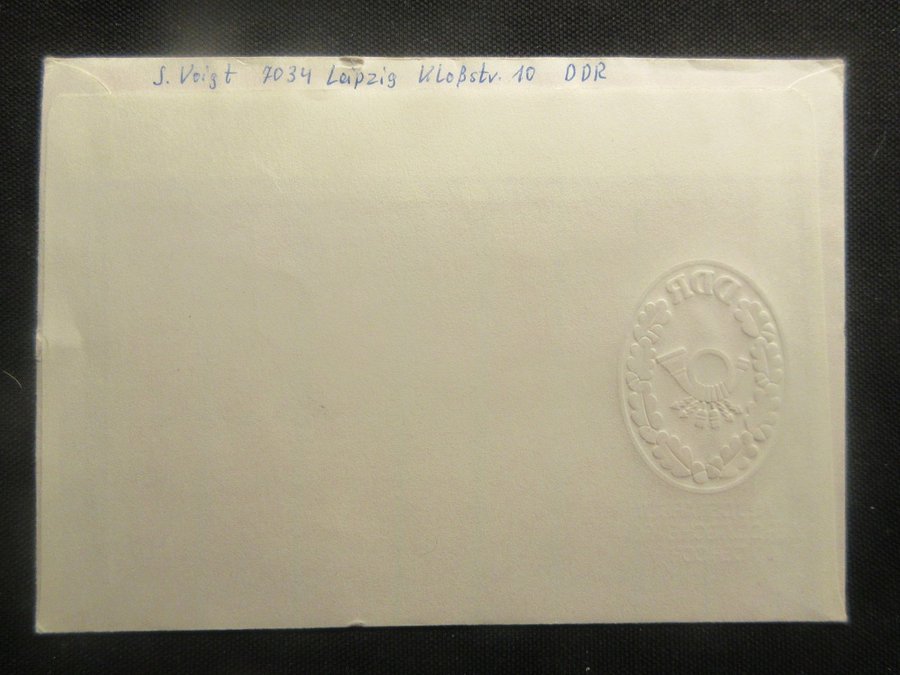 S. Voigt 7034 Leipzig Kloßstr. 10 DDR
DDR